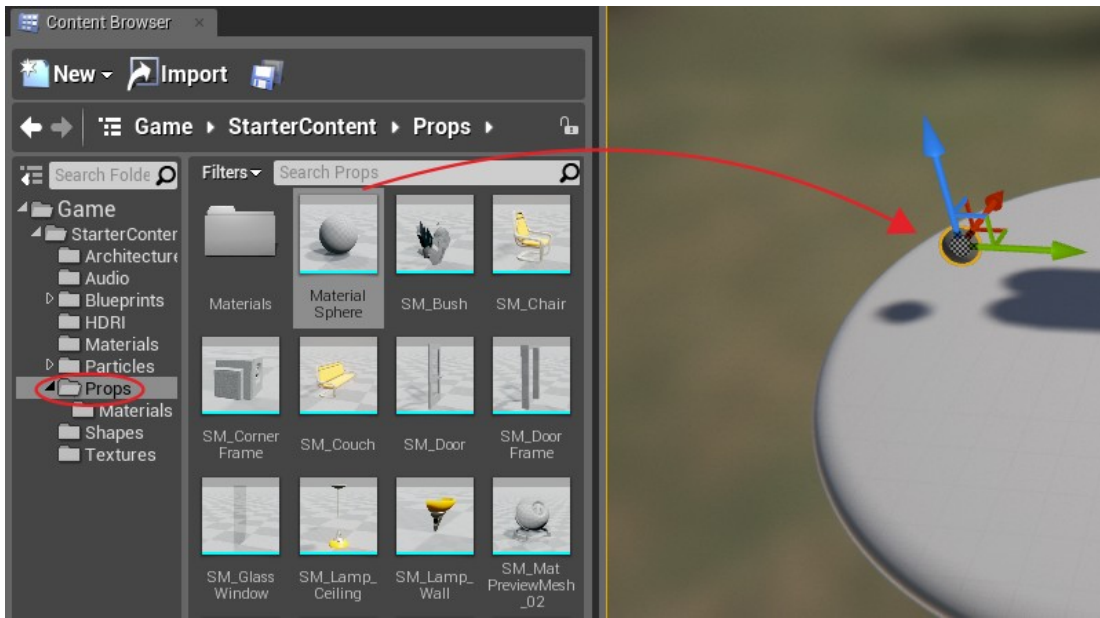 Content Browser
New Import
Game StarterContent Props
Search Folde
Filters Search Props
Game
StarterConter
Architecture
Audio
Blueprints
HDRI
Materials
Particles
Props
Materials
Shapes
Textures
Materials
Material
Sphere
SM_Bush
SM_Chair
SM_Corner
Frame
SM_Couch
SM_Door
SM_Door
Frame
SM_Glass
Window
SM_Lamp_
Ceiling
SM_Lamp_
Wall
SM_Mat
PreviewMesh
_02